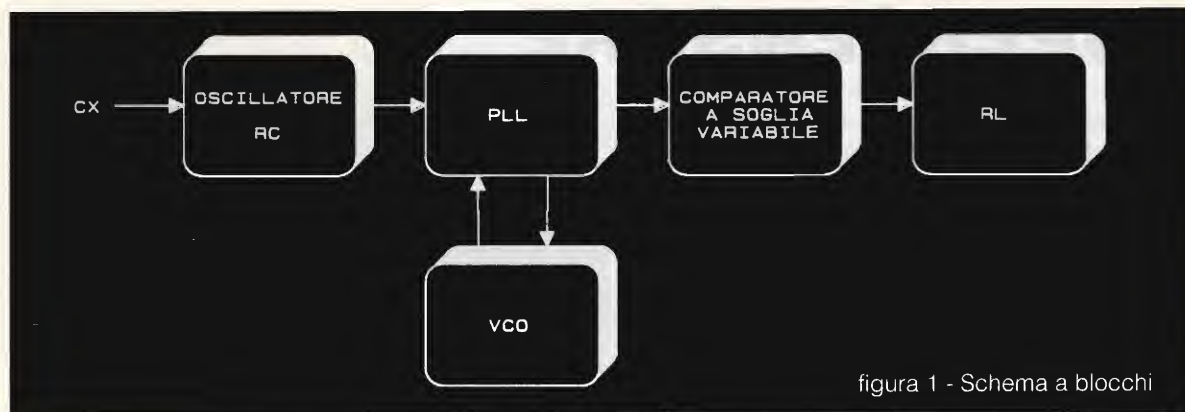 CX
OSCILLATORE
RC
PLL
COMPARATORE
A SOGLIA
VARIABILE
RL
VCO
figura 1 - Schema a blocchi